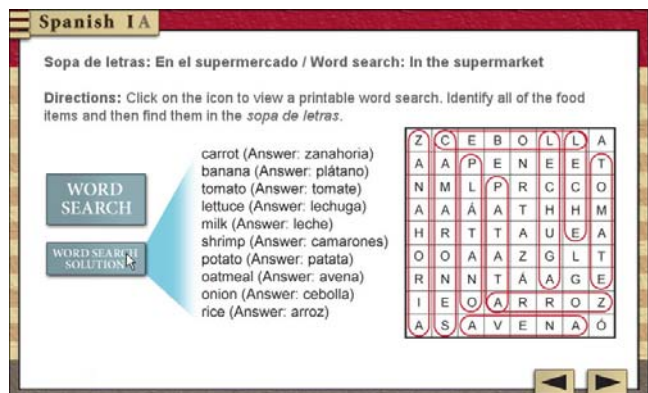 Spanish IA
Sopa de letras: En el supermercado / Word search: In the supermarket
Directions: Click on the icon to view a printable word search. Identify all of the food
items and then find them in the sopa de letras.
WORD
SEARCH
WORD SEARCH
SOLUTION
carrot (Answer: zanahoria)
banana (Answer: plátano)
tomato (Answer: tomate)
lettuce (Answer: lechuga)
milk (Answer: leche)
shrimp (Answer: camarones)
potato (Answer: patata)
oatmeal (Answer: avena)
onion (Answer: cebolla)
rice (Answer: arroz)
Z C E B O L L A
A A P E N E E T
N M L P R C C O
A A Á A T H H M
H R T T A U E A
O O A A Z G L T
R N N T Á A G E
I E O A R R O Z
A S A V E N A Ó